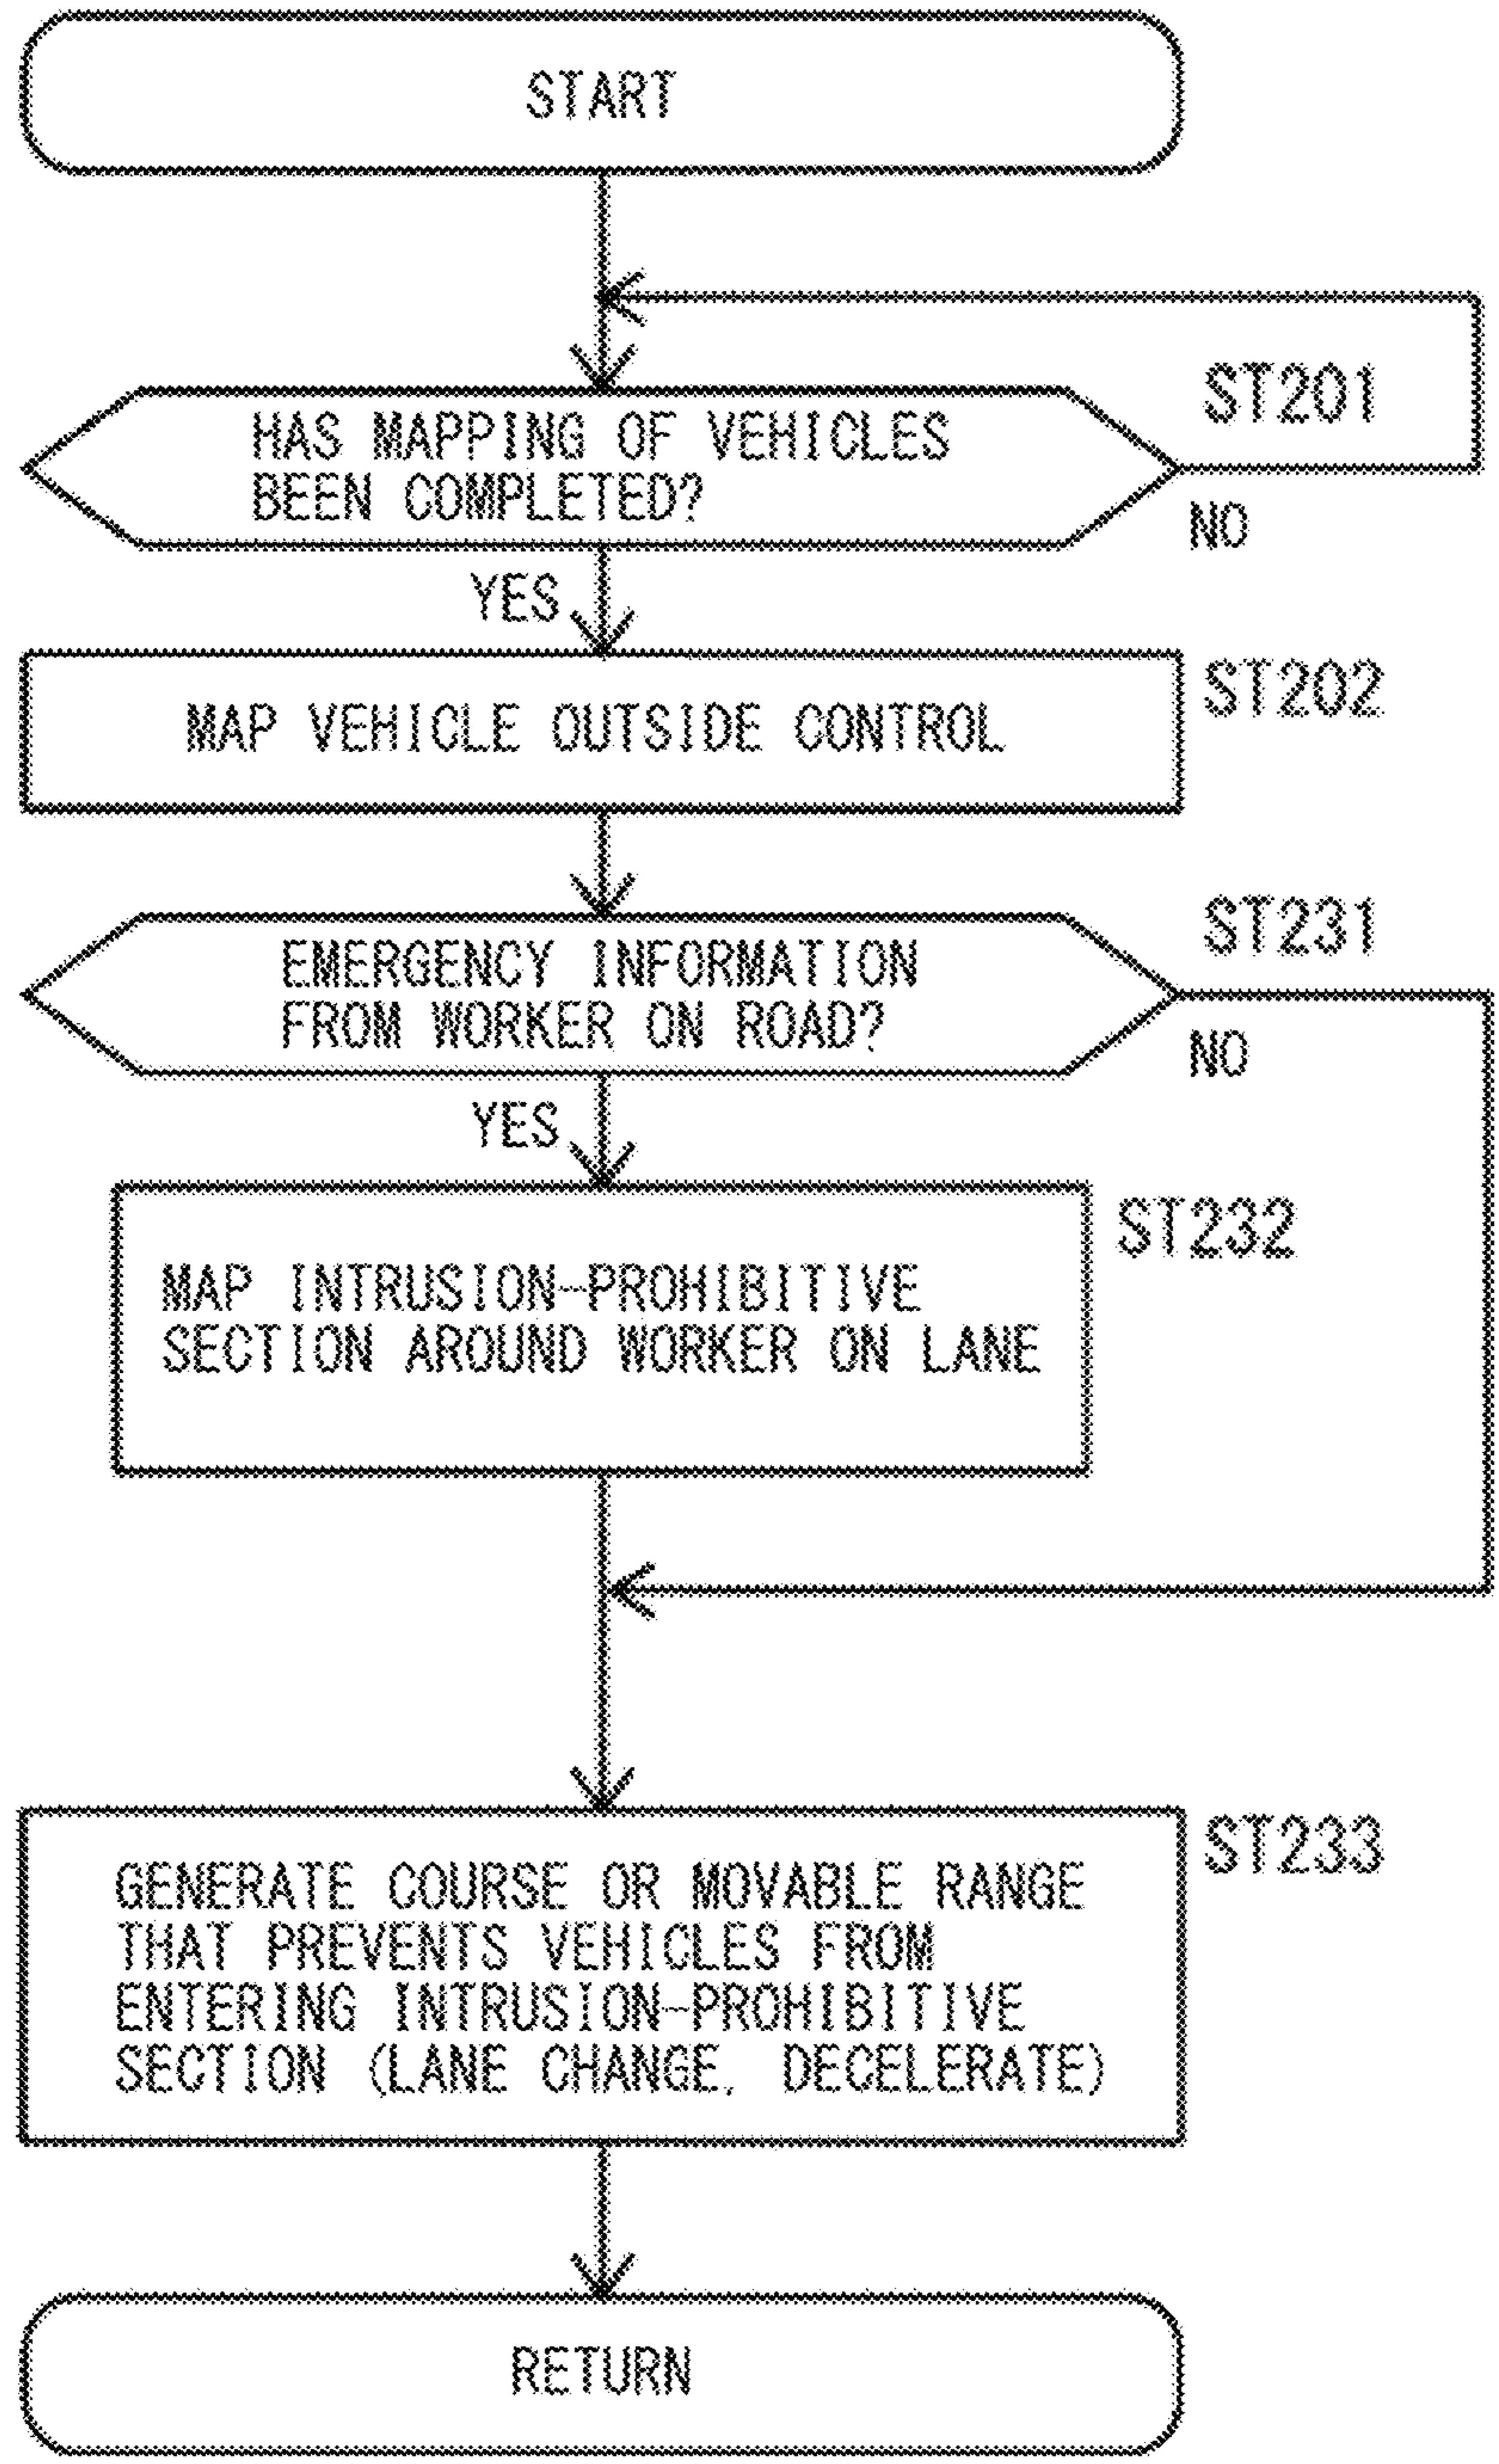 START
ST201
HAS MAPPING OF VEHICLES
BEEN COMPLETED?
NO
YES
ST202
MAP VEHICLE OUTSIDE CONTROL
ST231
EMERGENCY INFORMATION
FROM WORKER ON ROAD?
NO
YES
ST232
MAP INTRUSION-PROHIBITIVE
SECTION AROUND WORKER ON LANE
ST233
GENERATE COURSE OR MOVABLE RANGE
THAT PREVENTS VEHICLES FROM
ENTERING INTRUSION-PROHIBITIVE
SECTION (LANE CHANGE, DECELERATE)
RETURN